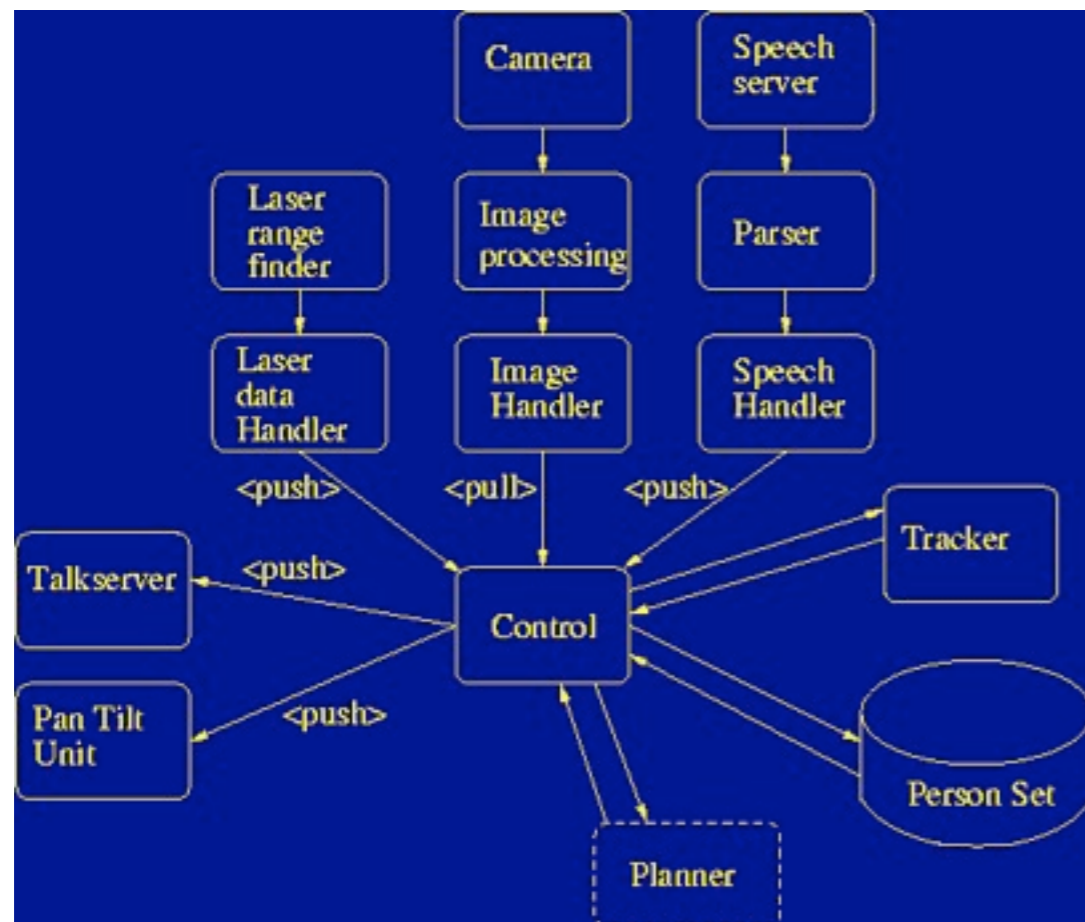 Camera
Speech
server
Laser
range
finder
Image
processing
Parser
Laser
data
Handler
Image
Handler
Speech
Handler
<push>
<pull>
<push>
Talkserver
<push>
Control
Tracker
Pan Tilt
Unit
<push>
Person Set
Planner